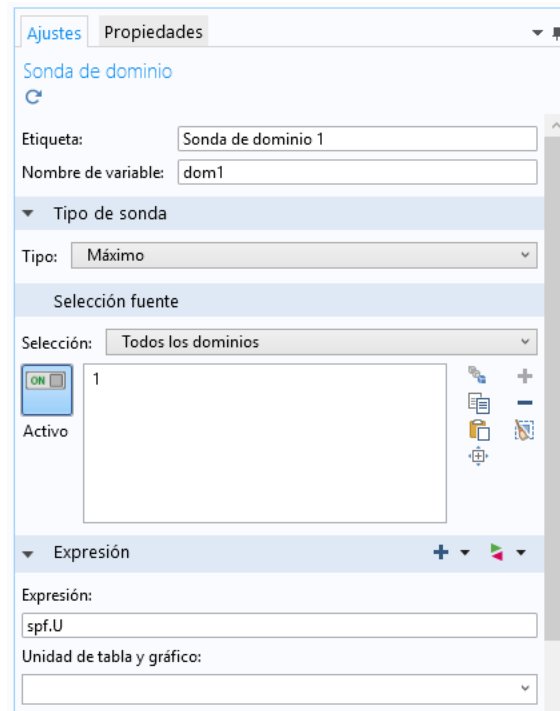 Ajustes Propiedades
Sonda de dominio
Etiqueta: Sonda de dominio 1
Nombre de variable: dom1
Tipo de sonda
Tipo: Máximo
Selección fuente
Selección: Todos los dominios
ON 1
Activo
Expresión
Expresión:
spf.U
Unidad de tabla y gráfico: